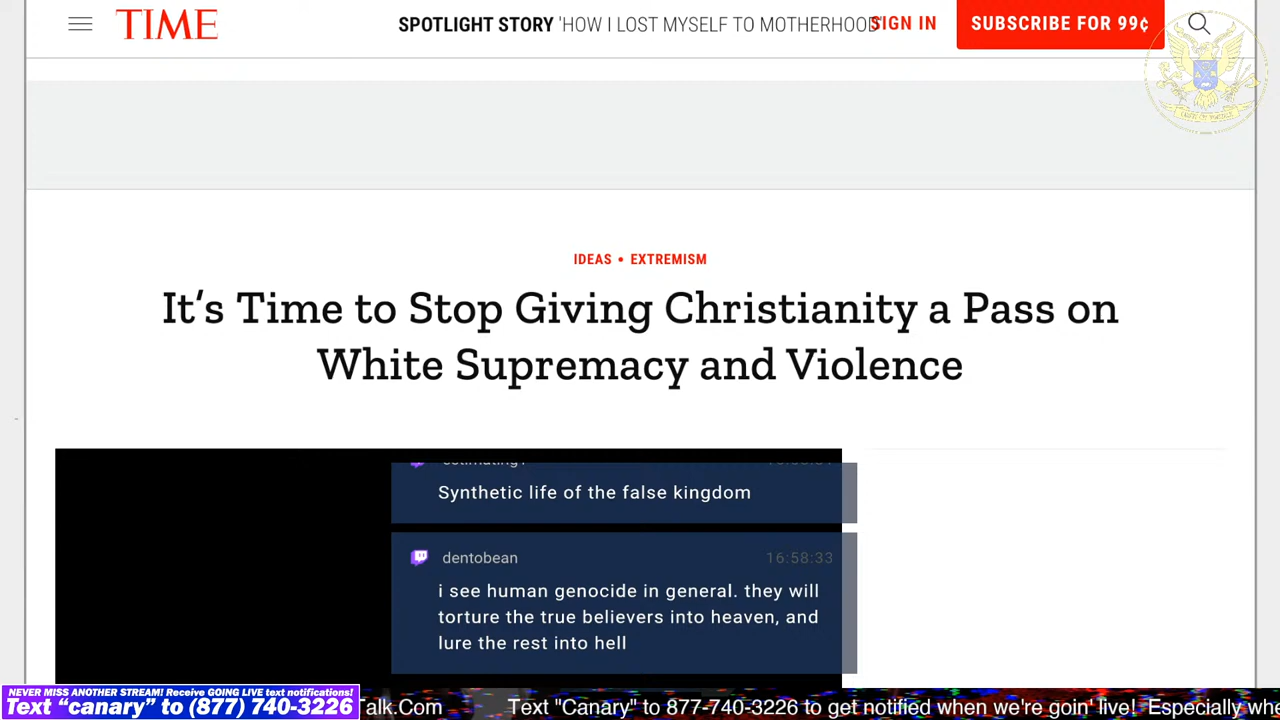 TIME
SPOTLIGHT STORY 'HOW I LOST MYSELF TO MOTHERHOOD'
SIGN IN
SUBSCRIBE FOR 99¢
IDEAS • EXTREMISM
It's Time to Stop Giving Christianity a Pass on
White Supremacy and Violence
Synthetic life of the false kingdom
dentobean 16:58:33
i see human genocide in general. they will
torture the true believers into heaven, and
lure the rest into hell
NEVER MISS ANOTHER STREAM! Receive GOING LIVE text notifications!
Text "canary" to (877) 740-3226
Talk.Com Text "Canary" to 877-740-3226 to get notified when we're goin' live! Especially whe